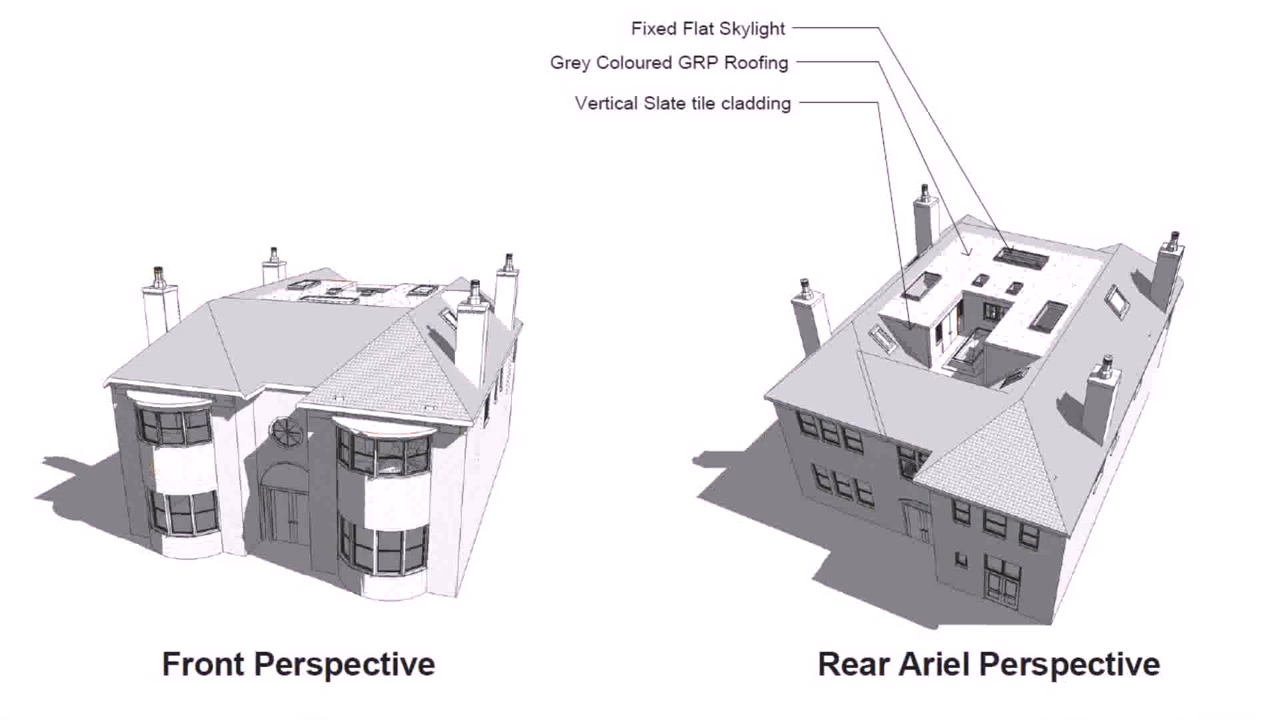 Fixed Flat Skylight
Grey Coloured GRP Roofing
Vertical Slate tile cladding
Front Perspective
Rear Ariel Perspective